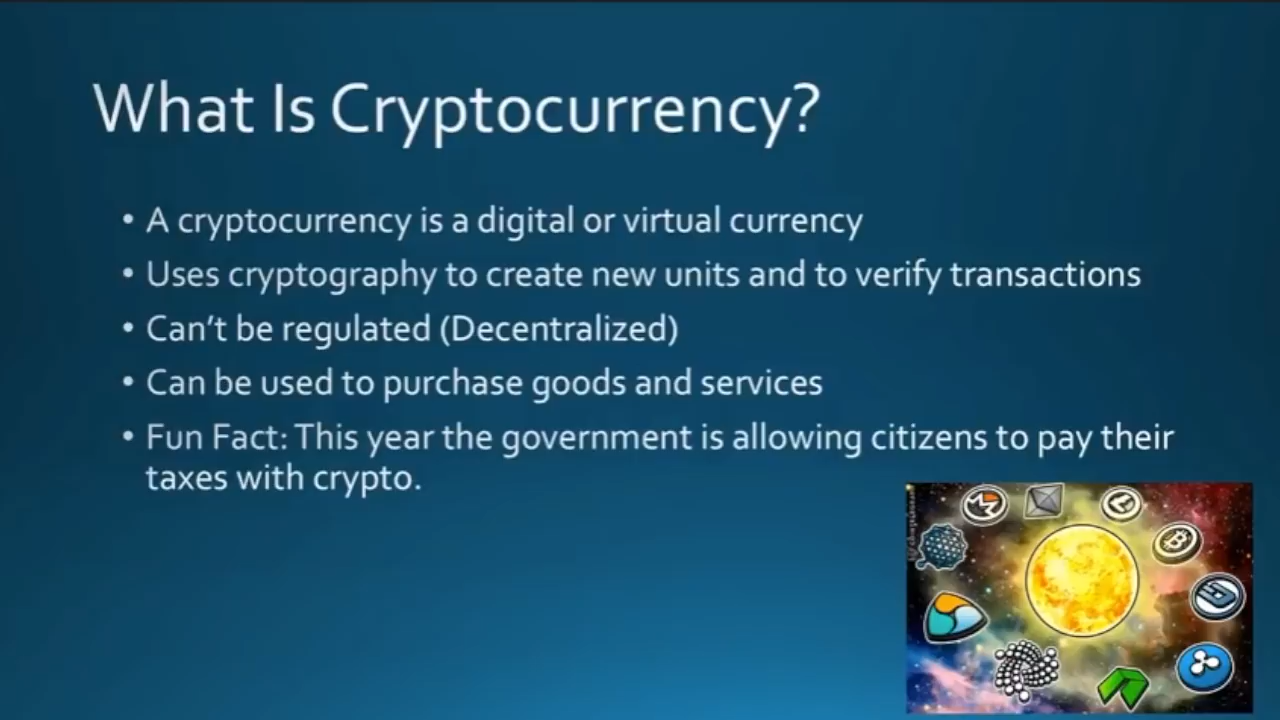 What Is Cryptocurrency?
• A cryptocurrency is a digital or virtual currency
• Uses cryptography to create new units and to verify transactions
• Can’t be regulated (Decentralized)
• Can be used to purchase goods and services
• Fun Fact: This year the government is allowing citizens to pay their
taxes with crypto.